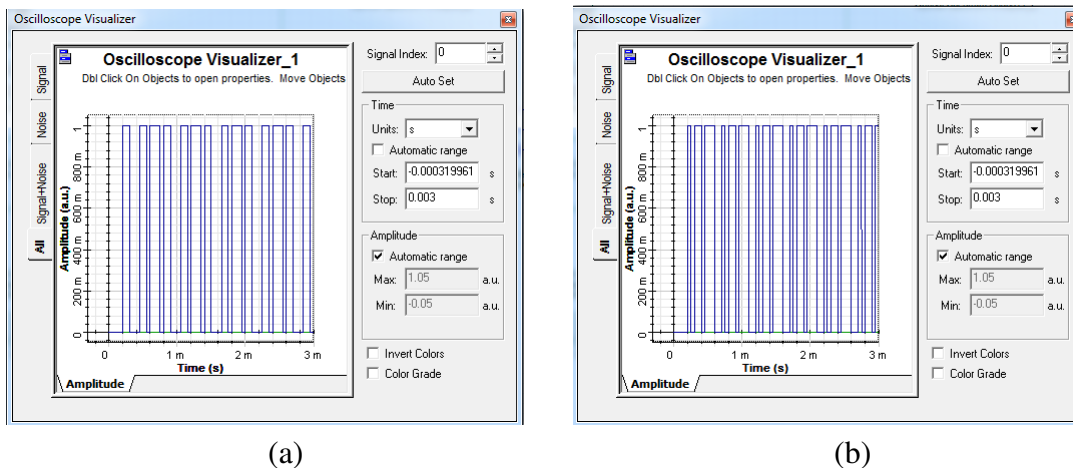 Oscilloscope Visualizer
Signal
Noise
Signal+Noise
All
Oscilloscope Visualizer_1
Dbl Click On Objects to open properties. Move Objects
Amplitude (a.u.)
1
800 m
600 m
400 m
200 m
0
0 1 m 2 m 3 m
Time (s)
Amplitude
Signal Index: 0
Auto Set
Time
Units: s
Automatic range
Start: -0.000319961 s
Stop: 0.003 s
Amplitude
Automatic range
Max: 1.05 a.u.
Min: -0.05 a.u.
Invert Colors
Color Grade
(a)
Oscilloscope Visualizer
Signal
Noise
Signal+Noise
All
Oscilloscope Visualizer_1
Dbl Click On Objects to open properties. Move Objects
Amplitude (a.u.)
1
800 m
600 m
400 m
200 m
0
0 1 m 2 m 3 m
Time (s)
Amplitude
Signal Index: 0
Auto Set
Time
Units: s
Automatic range
Start: -0.000319961 s
Stop: 0.003 s
Amplitude
Automatic range
Max: 1.05 a.u.
Min: -0.05 a.u.
Invert Colors
Color Grade
(b)